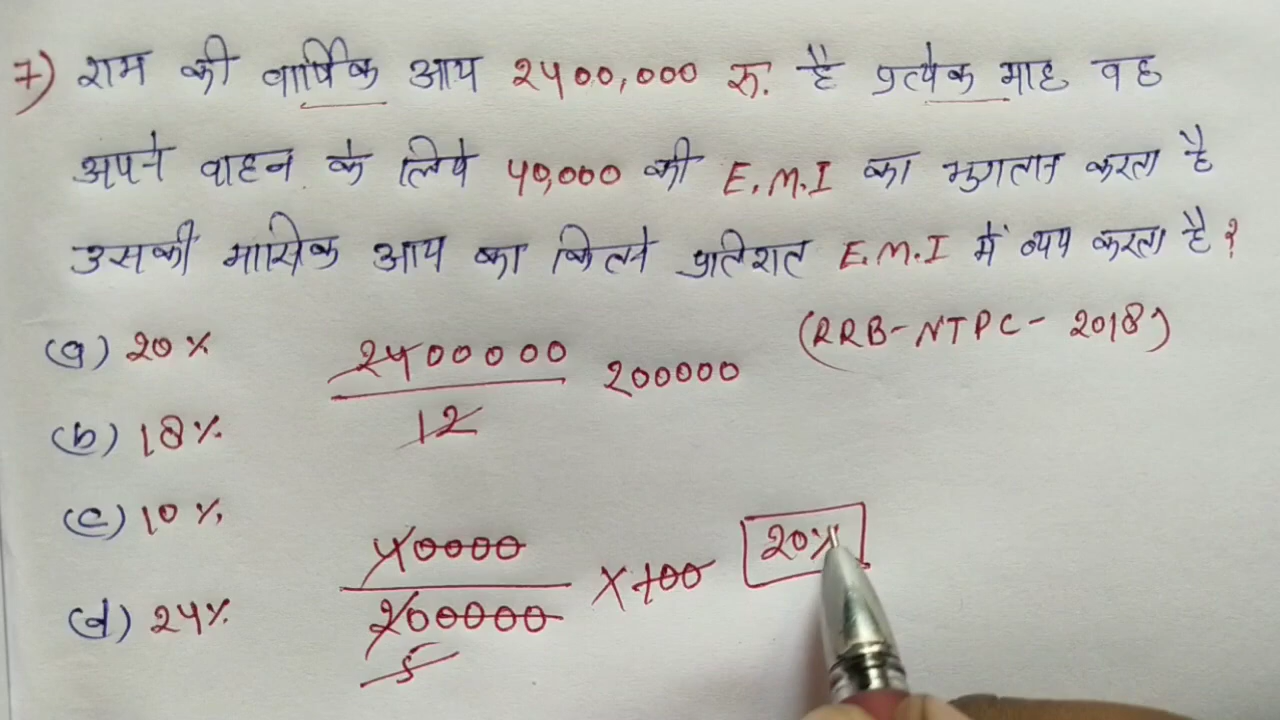 7) राम की वार्षिक आय 2400,000 रु. है प्रत्येक माह वह
अपने वाहन के लिये 40,000 की E.M.I का भुगतान करता है
उसकी मासिक आय का कितने प्रतिशत E.M.I में व्यय करता है ?
(RRB-NTPC- 2018)
(a) 20%
(b) 18%
(c) 10%
(d) 24%
2400000
12
200000
40000
200000
5
×100
20%